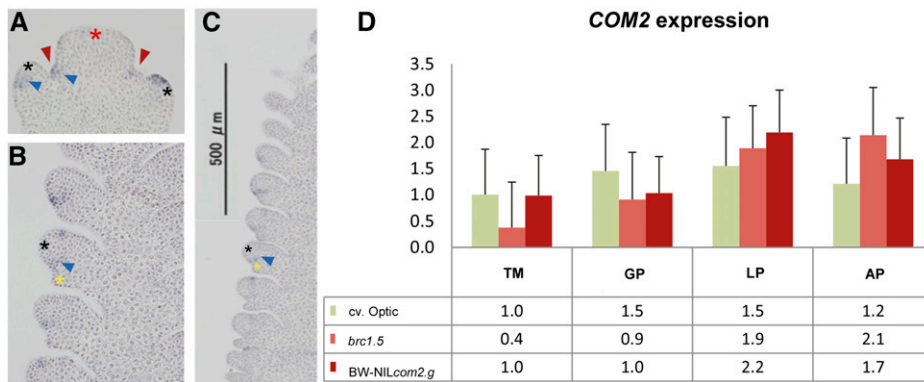 A
B
C
D
500 μm
COM2 expression
3.5
3.0
2.5
2.0
1.5
1.0
0.5
0.0
TM GP LP AP
cv. Optic 1.0 1.5 1.5 1.2
brc1.5 0.4 0.9 1.9 2.1
BW-NILcom2.g 1.0 1.0 2.2 1.7